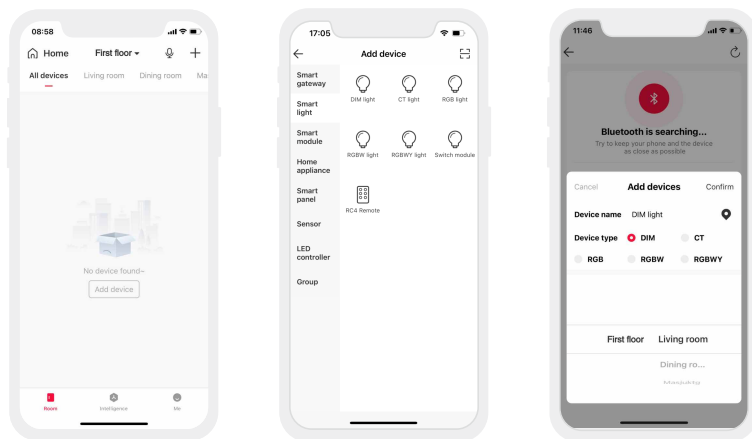 08:58
Home First floor
All devices Living room Dining room Ma
No device found~
Add device
Room Intelligence Me
17:05
Add device
Smart
gateway
Smart
light
Smart
module
Home
appliance
Smart
panel
Sensor
LED
controller
Group
DIM light CT light RGB light
RGBW light RGBWY light Switch module
RC4 Remote
11:46
Bluetooth is searching...
Try to keep your phone and the device
as close as possible
Cancel Add devices Confirm
Device name DIM light
Device type DIM CT
RGB RGBW RGBWY
First floor Living room
Dining ro...